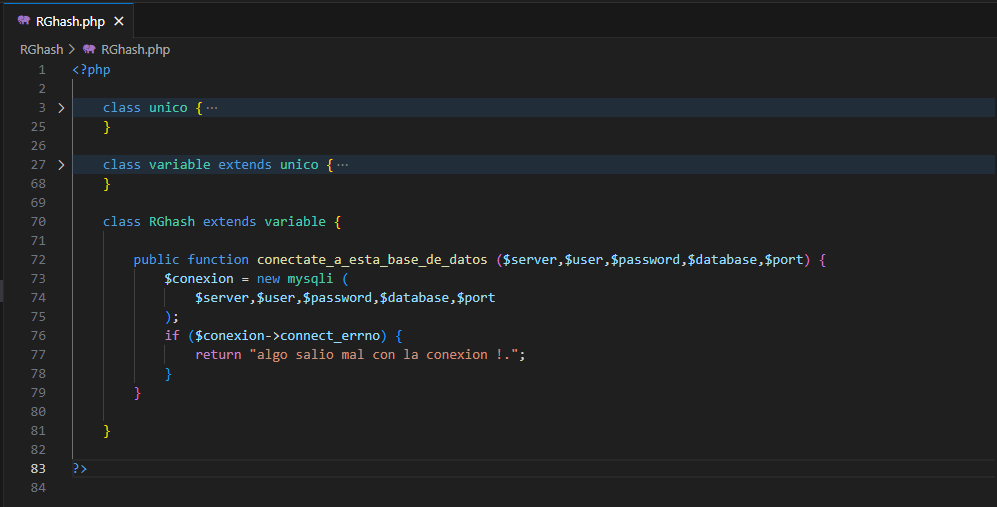 RGhash.php
RGhash > RGhash.php
1 <?php
2
3 class unico { ···
25 }
26
27 class variable extends unico { ···
68 }
69
70 class RGhash extends variable {
71
72 public function conectate_a_esta_base_de_datos ($server,$user,$password,$database,$port) {
73 $conexion = new mysqli (
74 $server,$user,$password,$database,$port
75 );
76 if ($conexion->connect_errno) {
77 return "algo salio mal con la conexion !.";
78 }
79 }
80
81 }
82
83 ?>
84